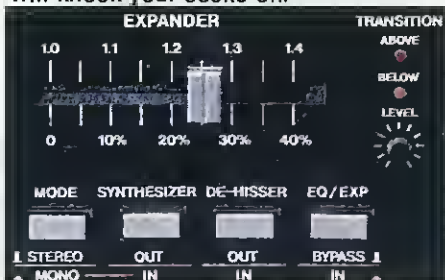 EXPANDER
TRANSITION
ABOVE
1.0 1.1 1.2 1.3 1.4
BELOW
LEVEL
0 10% 20% 30% 40%
MODE SYNTHESIZER DE-HISSER EQ/EXP
STEREO OUT OUT BYPASS
MONO IN IN IN